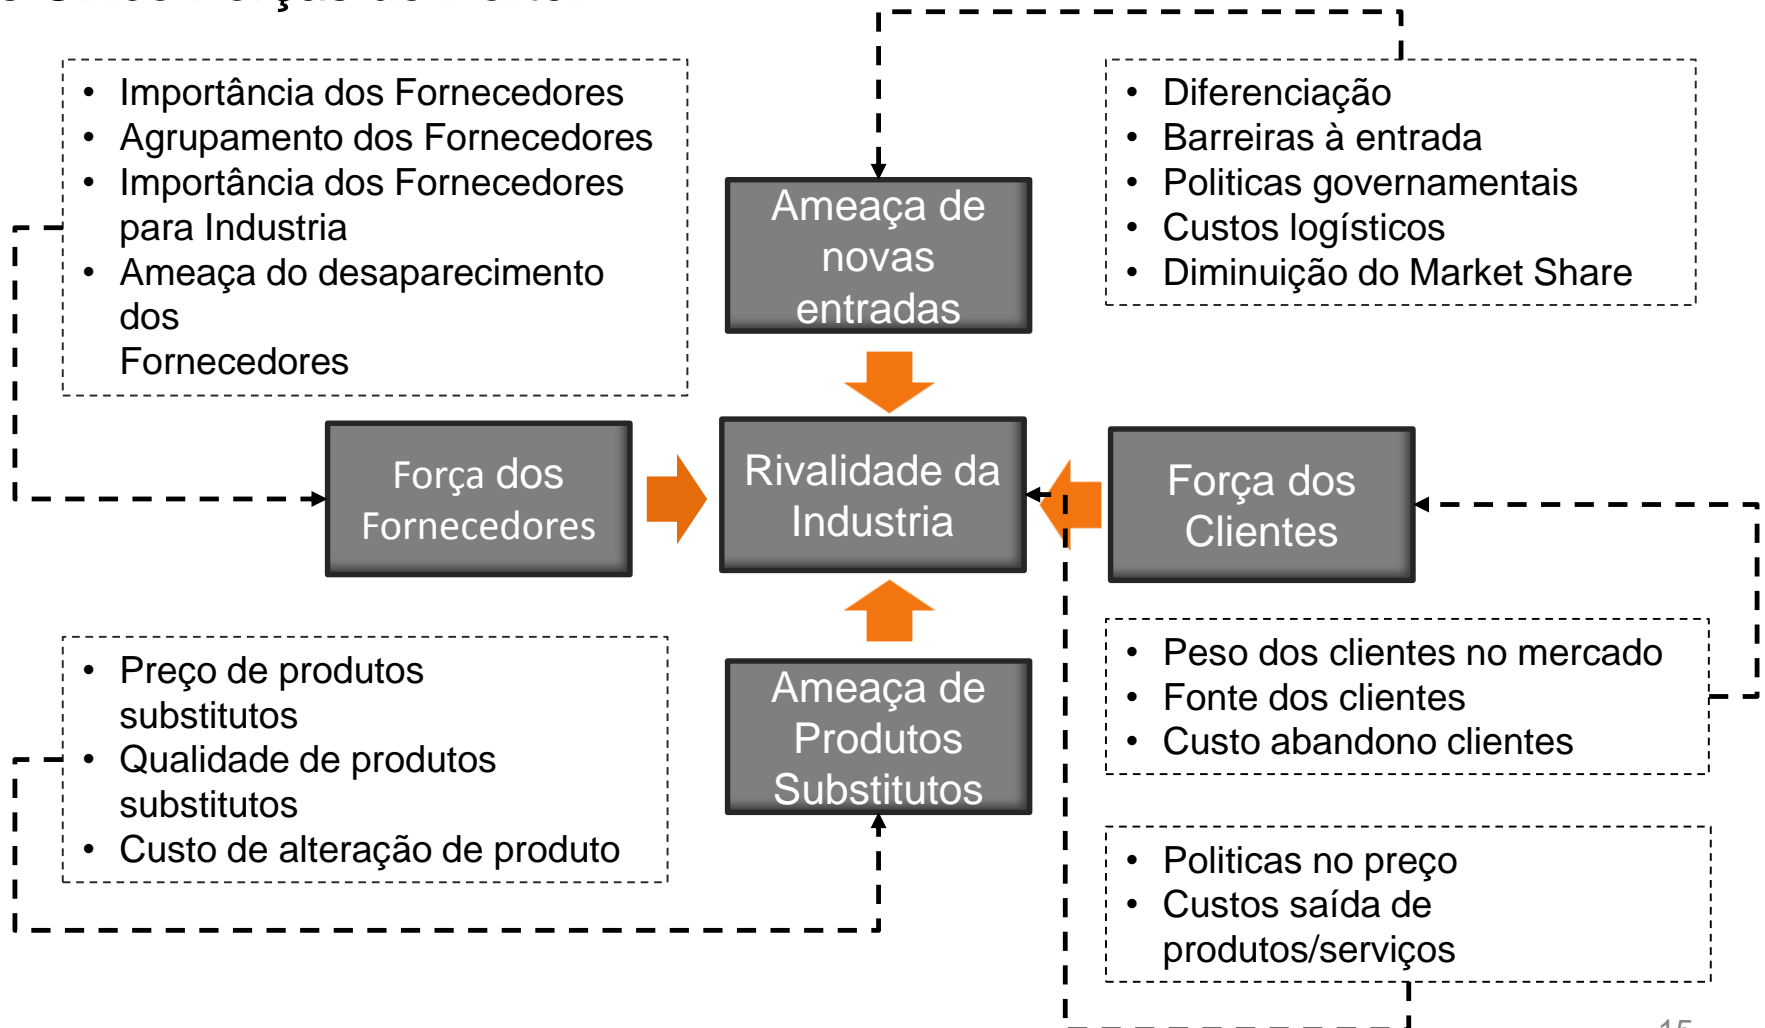 • Importância dos Fornecedores
• Agrupamento dos Fornecedores
• Importância dos Fornecedores
para Industria
• Ameaça do desaparecimento
dos
Fornecedores
• Diferenciação
• Barreiras à entrada
• Politicas governamentais
• Custos logísticos
• Diminuição do Market Share
Ameaça de
novas
entradas
Força dos
Fornecedores
Rivalidade da
Industria
Força dos
Clientes
• Preço de produtos
substitutos
• Qualidade de produtos
substitutos
• Custo de alteração de produto
Ameaça de
Produtos
Substitutos
• Peso dos clientes no mercado
• Fonte dos clientes
• Custo abandono clientes
• Politicas no preço
• Custos saída de
produtos/serviços